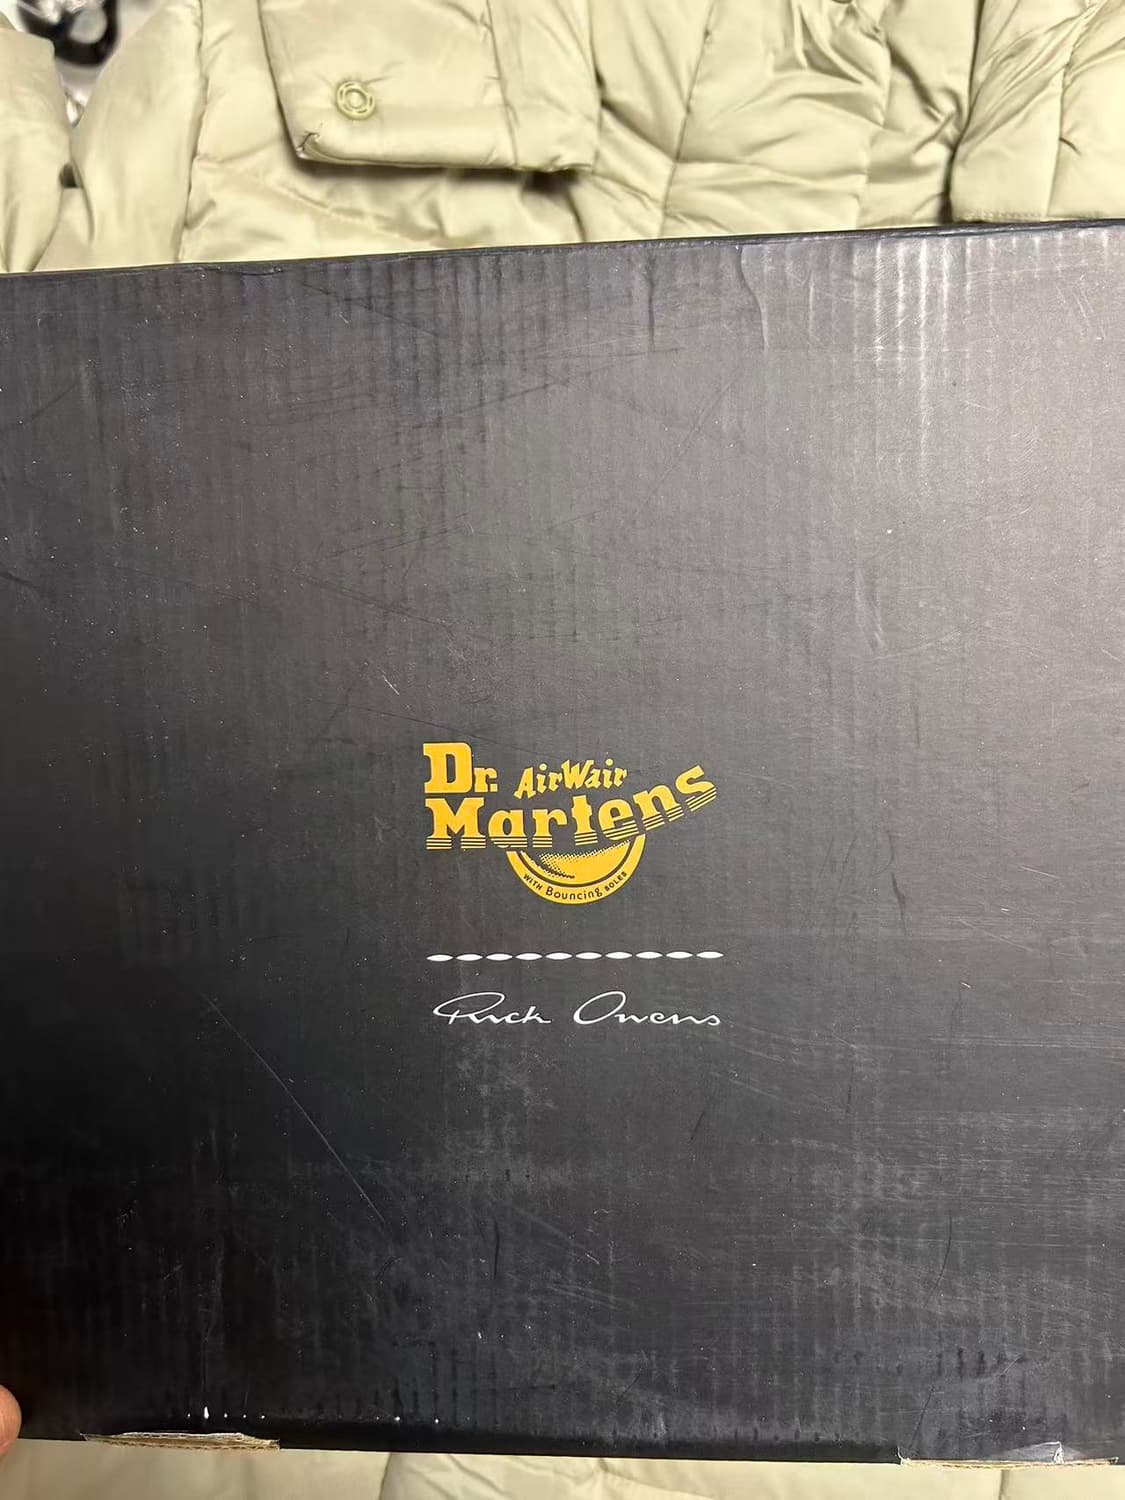 Dr. AirWair
Martens
WITH Bouncing SOLES
Rick Owens